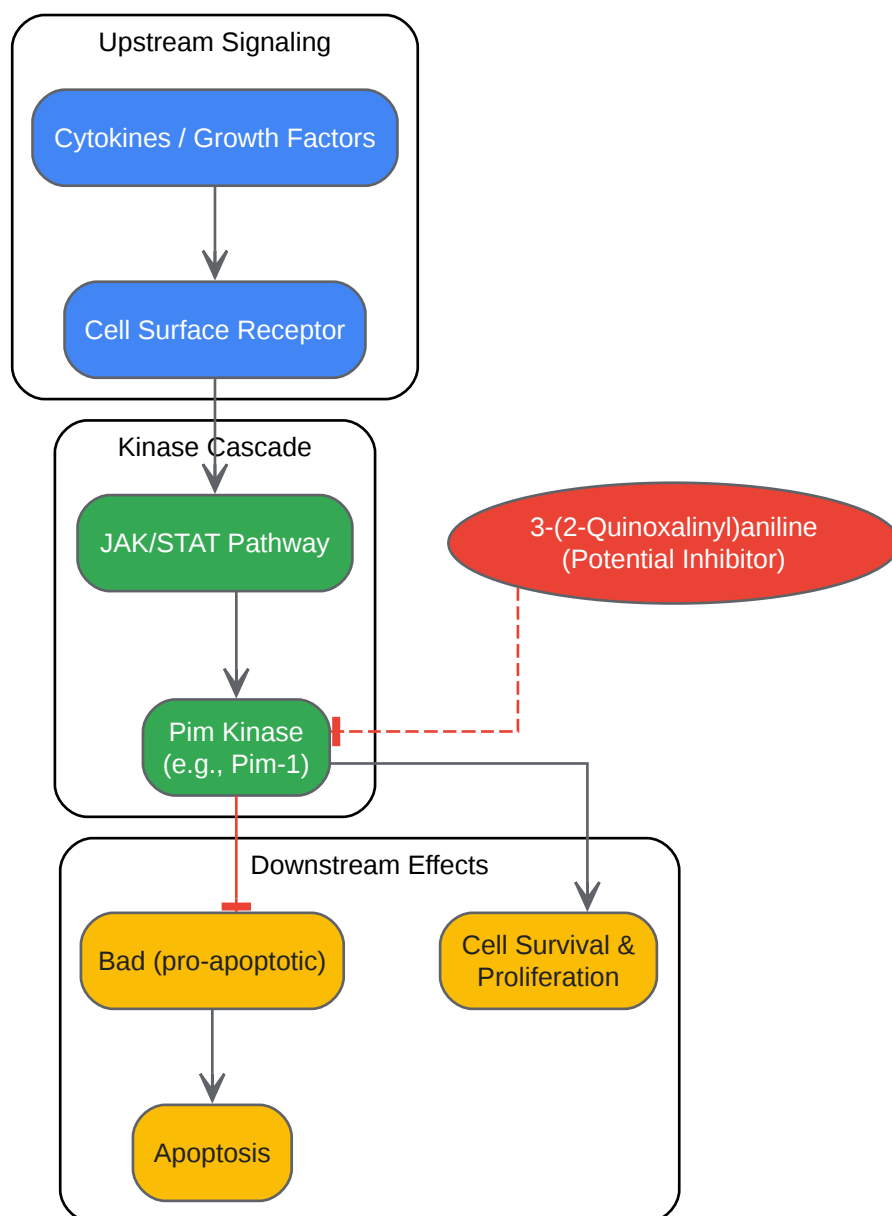 Upstream Signaling
Cytokines / Growth Factors
Cell Surface Receptor
Kinase Cascade
JAK/STAT Pathway
3-(2-Quinoxalinyl)aniline
(Potential Inhibitor)
Pim Kinase
(e.g., Pim-1)
Downstream Effects
Bad (pro-apoptotic)
Cell Survival &
Proliferation
Apoptosis